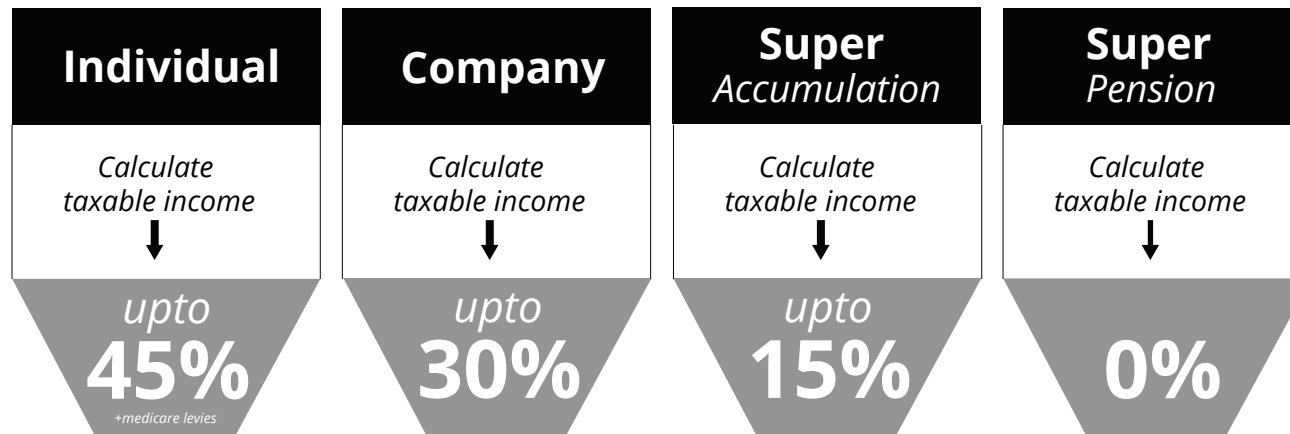 Individual
Calculate
taxable income
upto
45%
+medicare levies
Company
Calculate
taxable income
upto
30%
Super
Accumulation
Calculate
taxable income
upto
15%
Super
Pension
Calculate
taxable income
0%